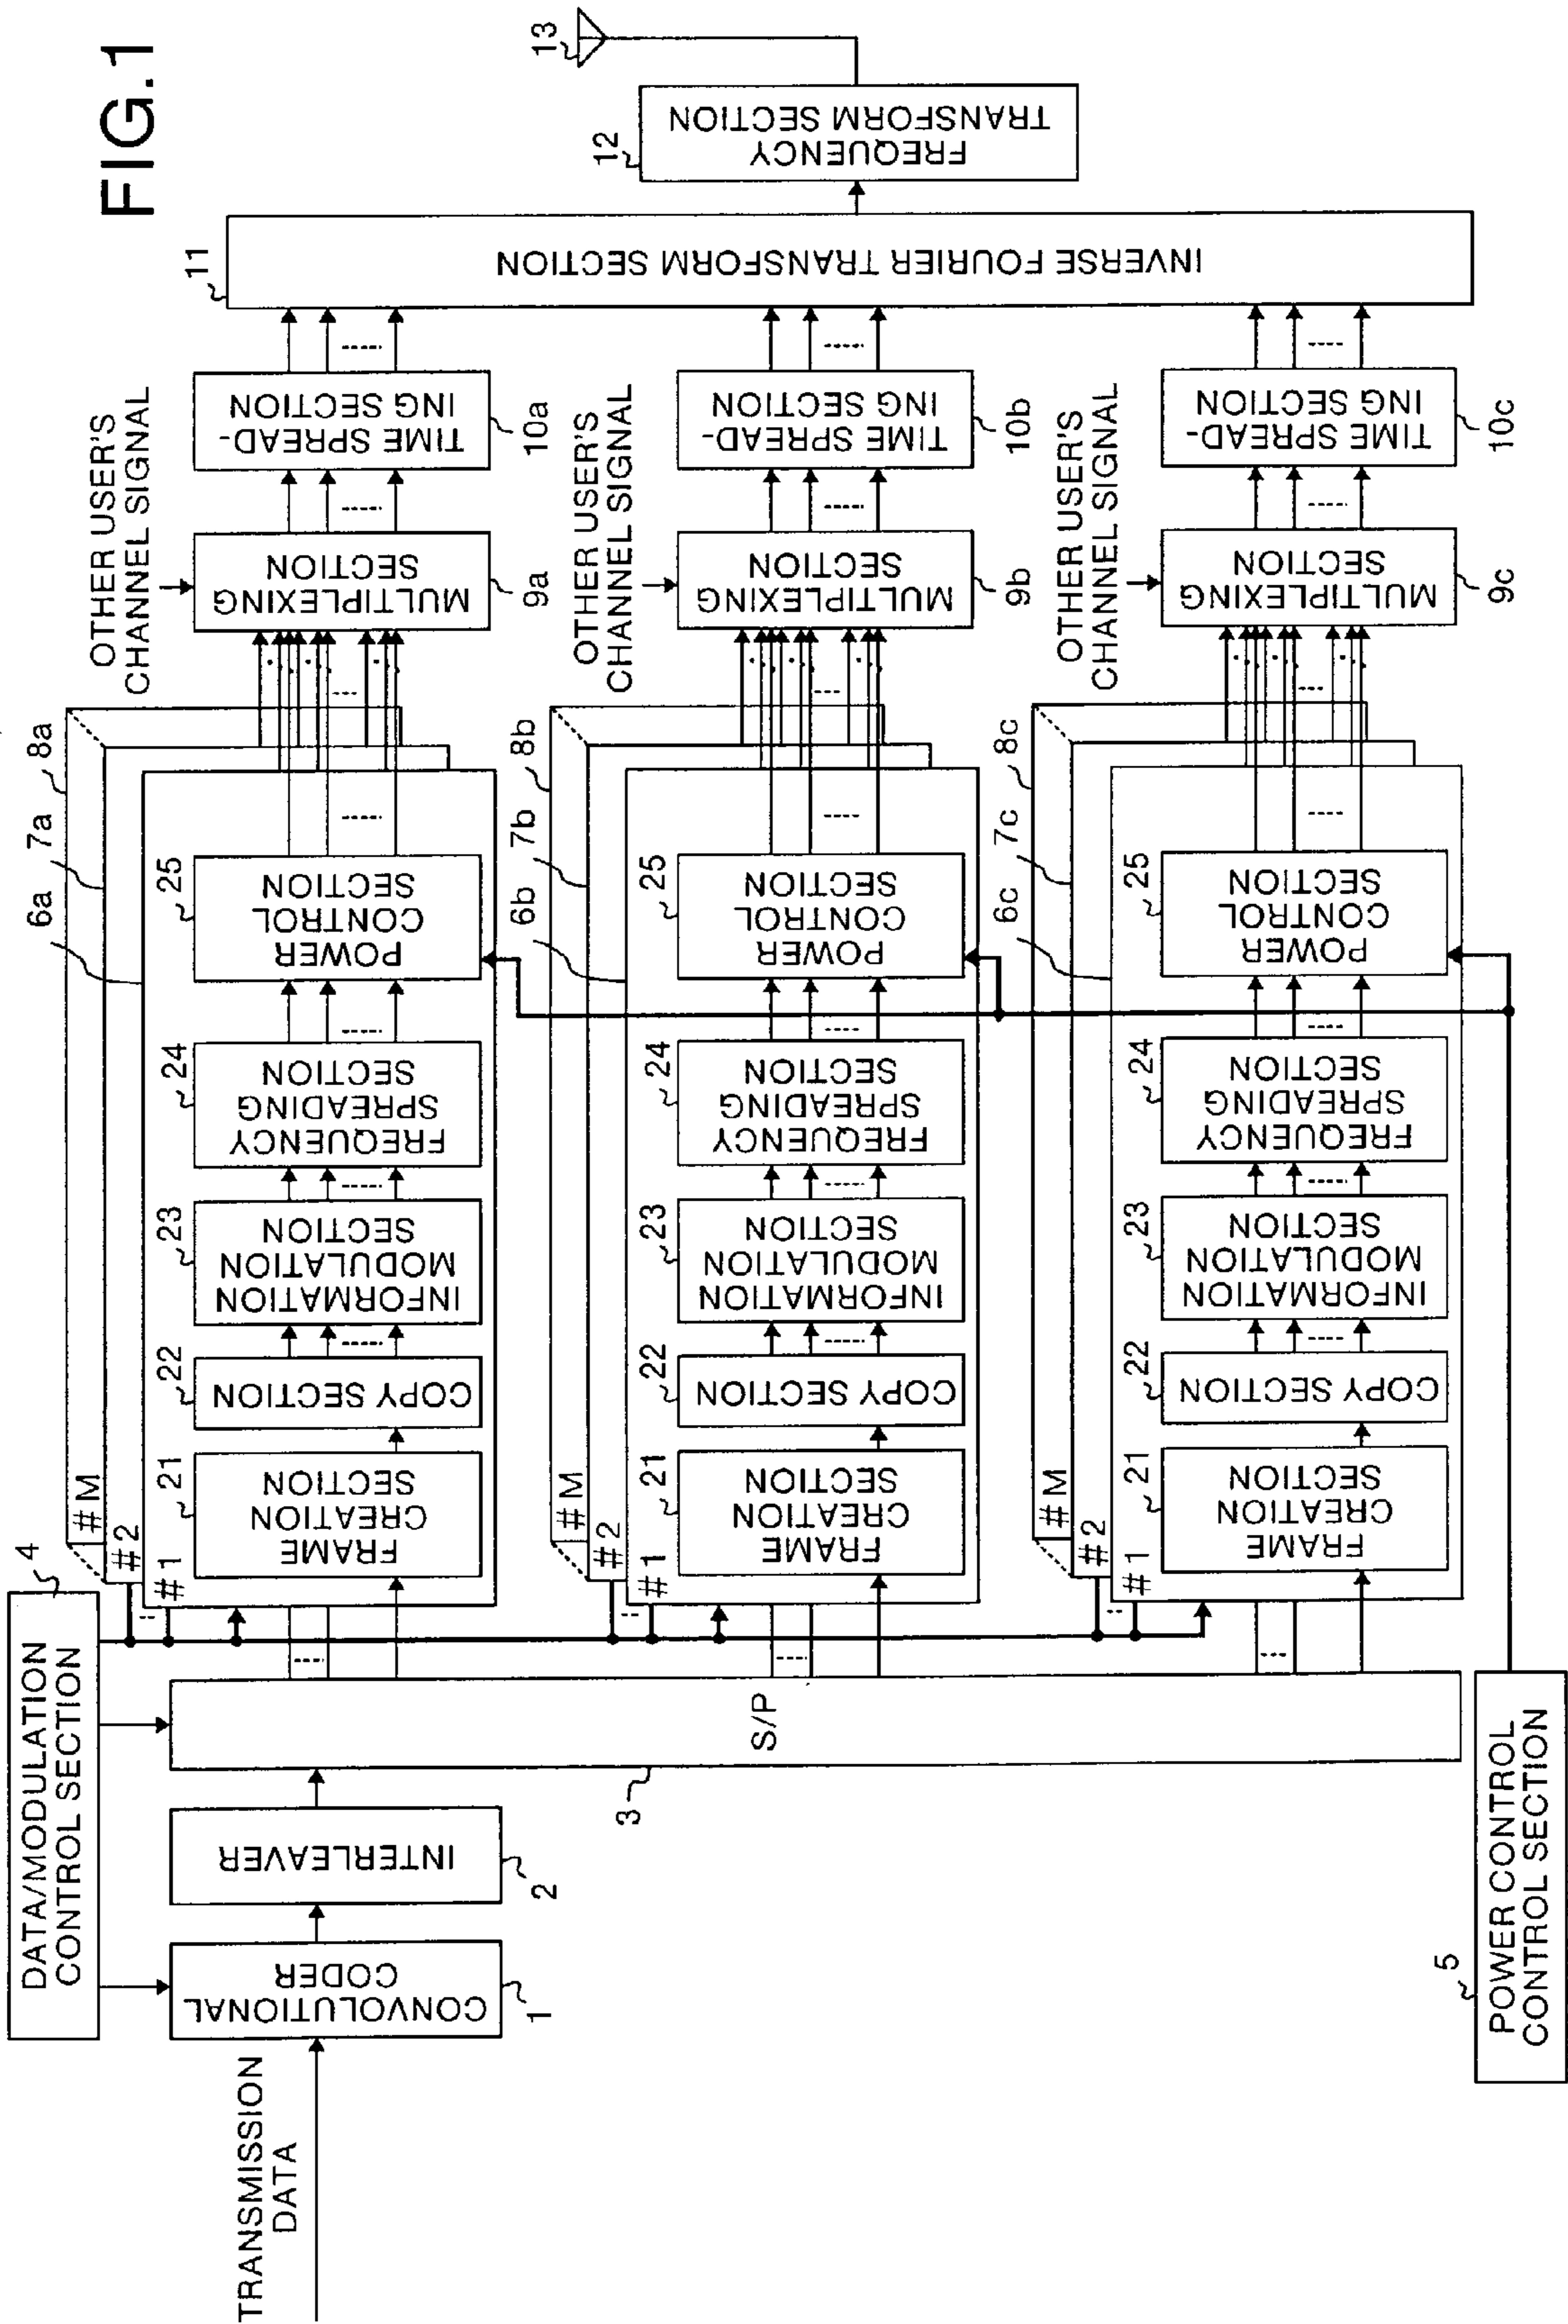 FIG.1
TRANSMISSION
DATA
DATA/MODULATION
CONTROL SECTION
4
CONVOLUTIONAL
CODER
1
INTERLEAVER
2
S/P
3
POWER CONTROL
CONTROL SECTION
5
6a
7a
8a
#1
#2
#M
FRAME
CREATION
SECTION
21
COPY SECTION
22
INFORMATION
MODULATION
SECTION
23
FREQUENCY
SPREADING
SECTION
24
POWER
CONTROL
SECTION
25
OTHER USER'S
CHANNEL SIGNAL
MULTIPLEXING
SECTION
9a
TIME SPREAD-
ING SECTION
10a
6b
7b
8b
#1
#2
#M
FRAME
CREATION
SECTION
21
COPY SECTION
22
INFORMATION
MODULATION
SECTION
23
FREQUENCY
SPREADING
SECTION
24
POWER
CONTROL
SECTION
25
OTHER USER'S
CHANNEL SIGNAL
MULTIPLEXING
SECTION
9b
TIME SPREAD-
ING SECTION
10b
6c
7c
8c
#1
#2
#M
FRAME
CREATION
SECTION
21
COPY SECTION
22
INFORMATION
MODULATION
SECTION
23
FREQUENCY
SPREADING
SECTION
24
POWER
CONTROL
SECTION
25
OTHER USER'S
CHANNEL SIGNAL
MULTIPLEXING
SECTION
9c
TIME SPREAD-
ING SECTION
10c
INVERSE FOURIER TRANSFORM SECTION
11
FREQUENCY
TRANSFORM SECTION
12
13